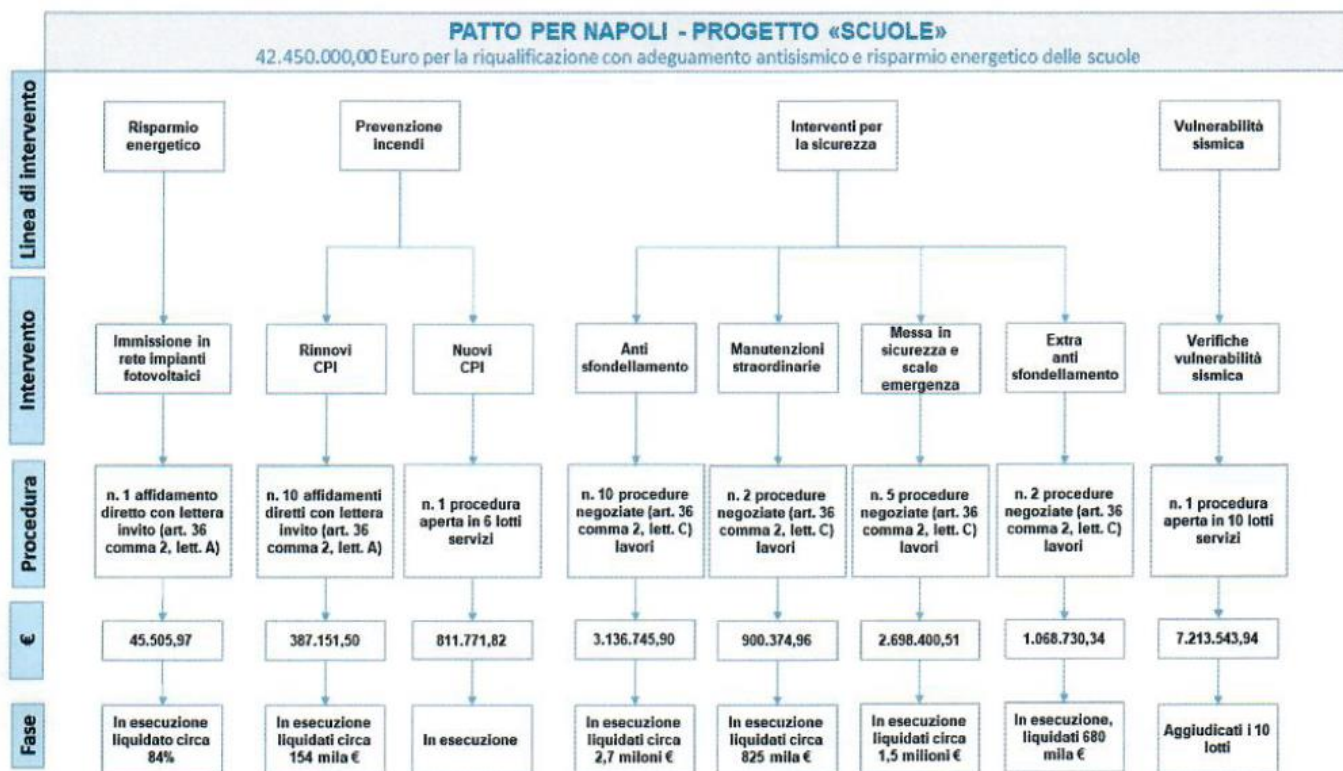 PATTO PER NAPOLI - PROGETTO «SCUOLE»
42.450.000,00 Euro per la riqualificazione con adeguamento antisismico e risparmio energetico delle scuole
Linea di intervento
Risparmio
energetico
Prevenzione
incendi
Interventi per
la sicurezza
Vulnerabilità
sismica
Intervento
Immissione in
rete impianti
fotovoltaici
Rinnovi
CPI
Nuovi
CPI
Anti
sfondellamento
Manutenzioni
straordinarie
Messa in
sicurezza e
scale
emergenza
Extra
anti
sfondellamento
Verifiche
vulnerabilità
sismica
Procedura
n. 1 affidamento
diretto con lettera
invito (art. 36
comma 2, lett. A)
n. 10 affidamenti
diretti con lettera
invito (art. 36
comma 2, lett. A)
n. 1 procedura
aperta in 6 lotti
servizi
n. 10 procedure
negoziate (art. 36
comma 2, lett. C)
lavori
n. 2 procedure
negoziate (art. 36
comma 2, lett. C)
lavori
n. 5 procedure
negoziate (art. 36
comma 2, lett. C)
lavori
n. 2 procedure
negoziate (art. 36
comma 2, lett. C)
lavori
n. 1 procedura
aperta in 10 lotti
servizi
€
45.505,97
387.151,50
811.771,82
3.136.745,90
900.374,96
2.698.400,51
1.068.730,34
7.213.543,94
Fase
In esecuzione
liquidato circa
84%
In esecuzione
liquidati circa
154 mila €
In esecuzione
In esecuzione
liquidati circa
2,7 miloni €
In esecuzione
liquidati circa
825 mila €
In esecuzione
liquidati circa
1,5 milioni €
In esecuzione,
liquidati 680
mila €
Aggiudicati i 10
lotti